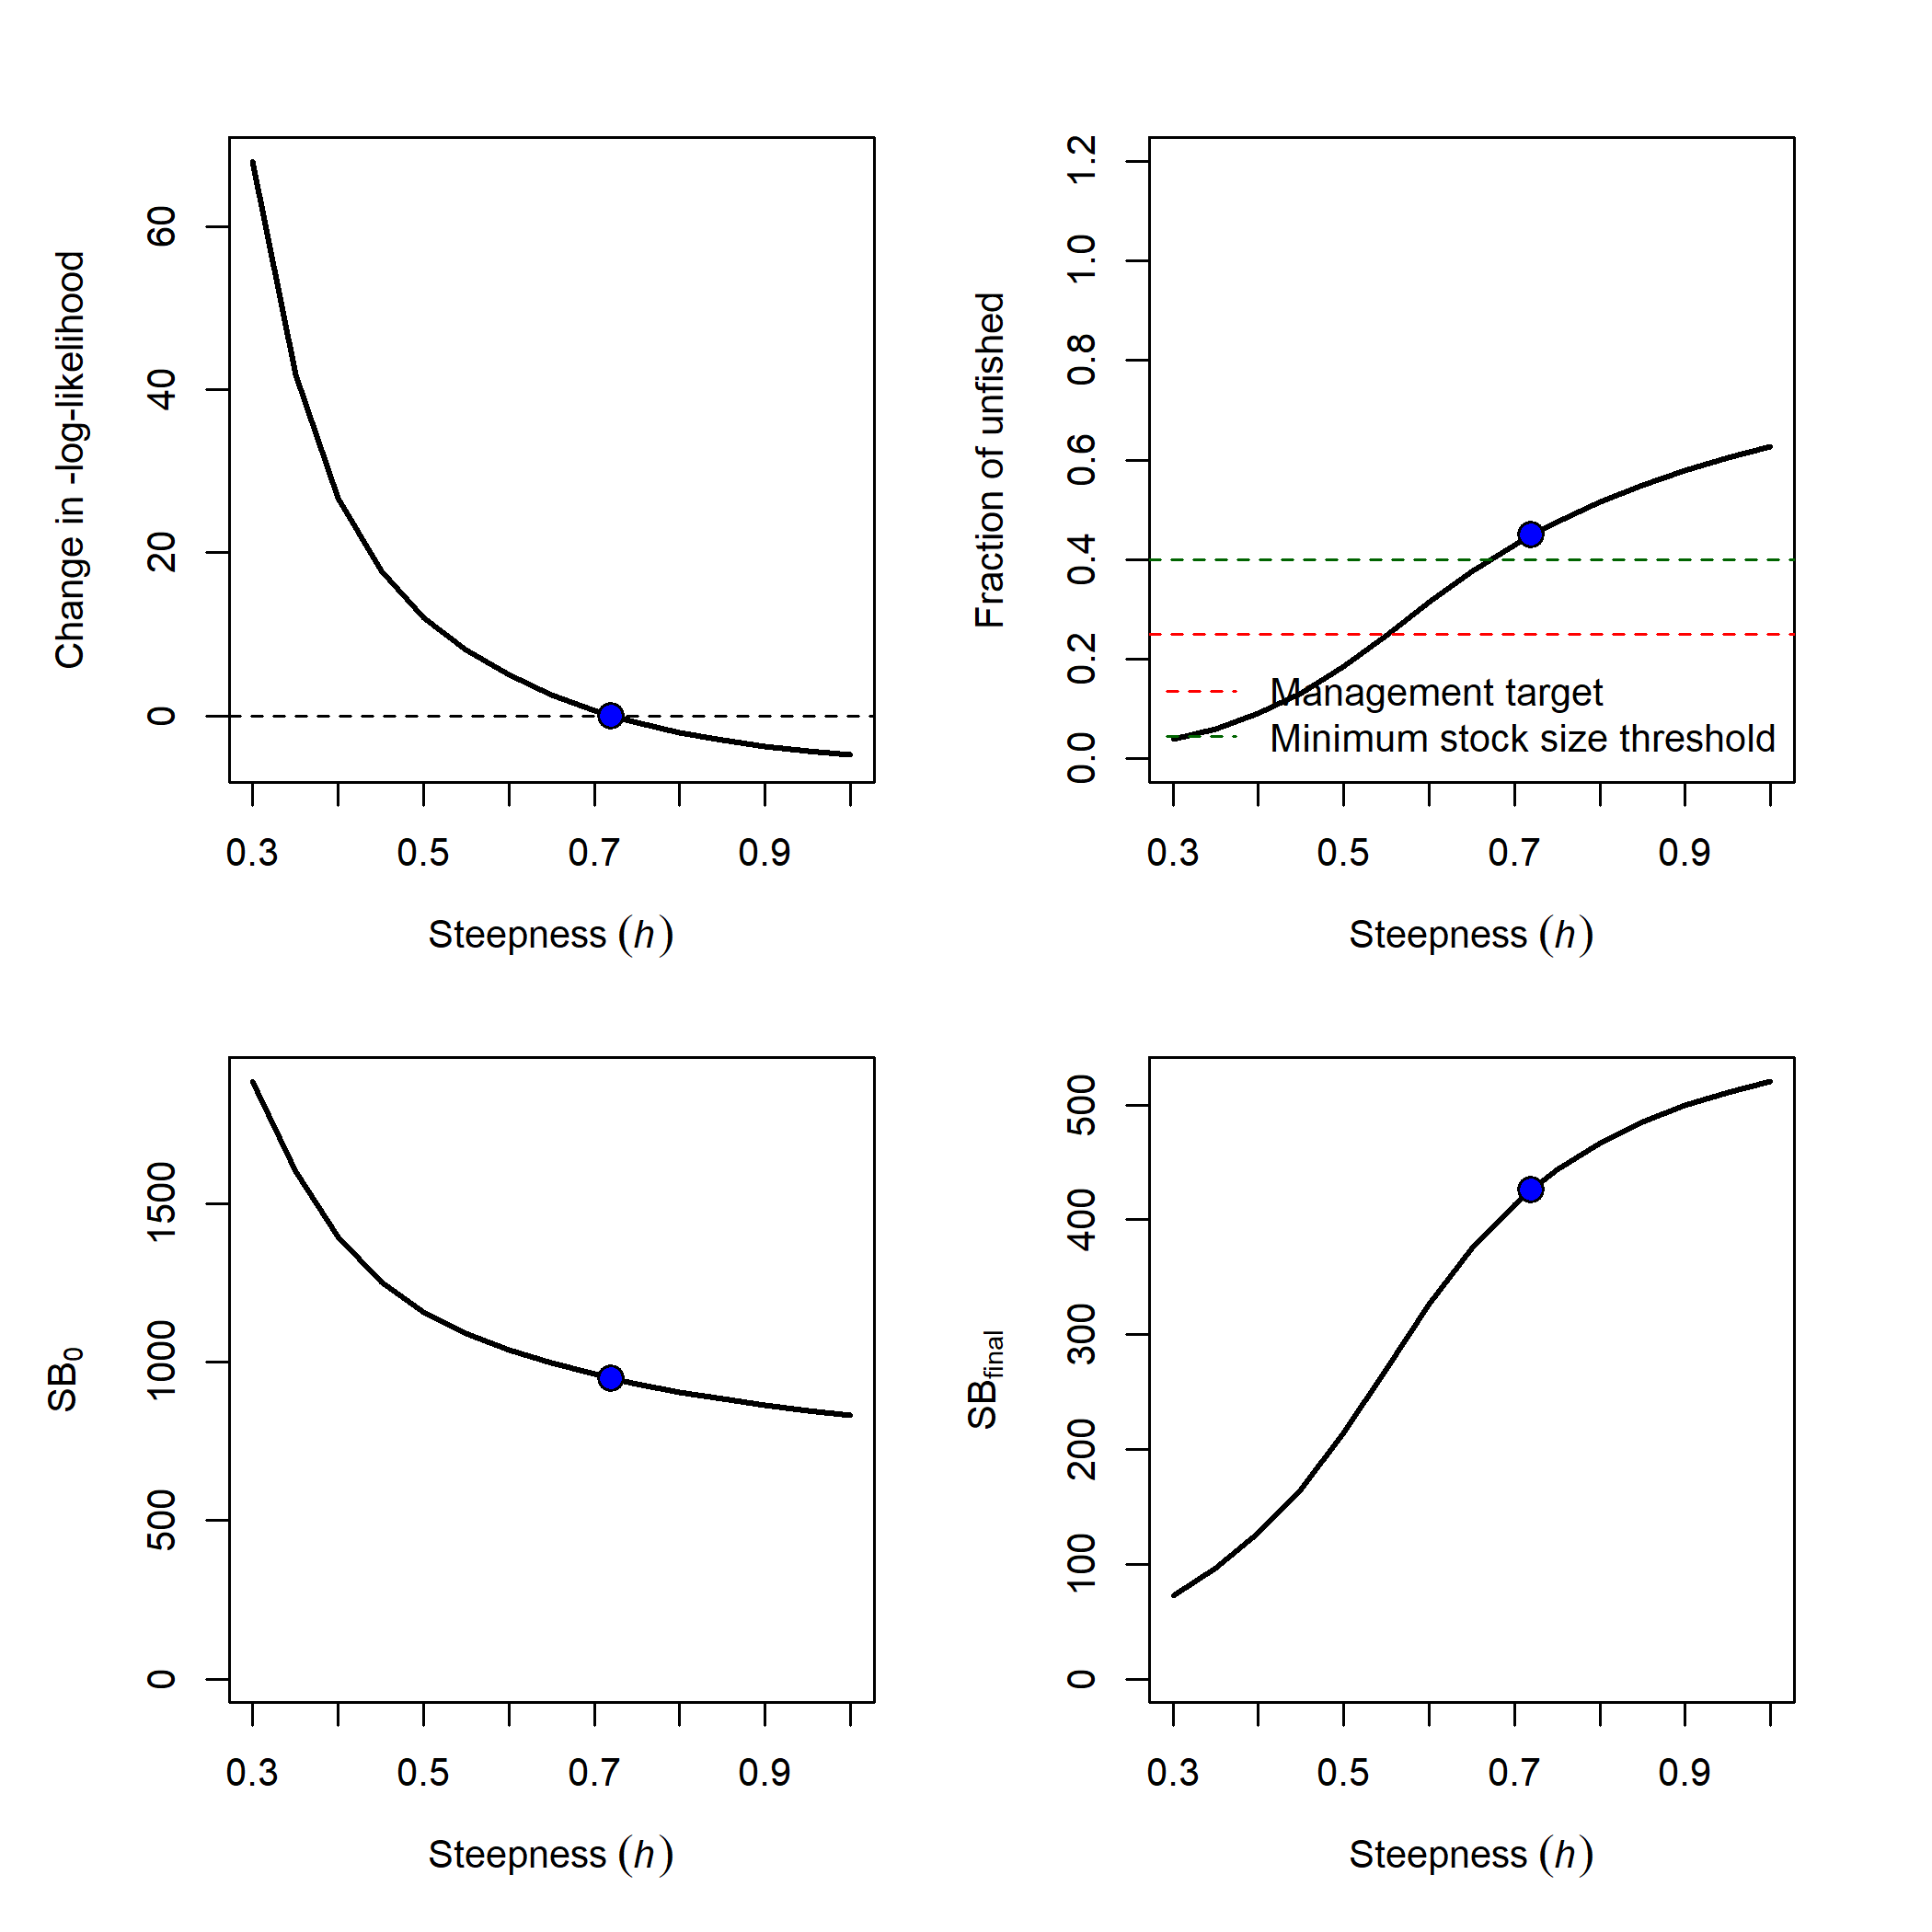 Change in -log-likelihood
60
40
20
0
0.3 0.5 0.7 0.9
Steepness (h)
Fraction of unfished
1.2
1.0
0.8
0.6
0.4
0.2
0.0
Management target
Minimum stock size threshold
0.3 0.5 0.7 0.9
Steepness (h)
SB0
1500
1000
500
0
0.3 0.5 0.7 0.9
Steepness (h)
SBfinal
500
400
300
200
100
0
0.3 0.5 0.7 0.9
Steepness (h)